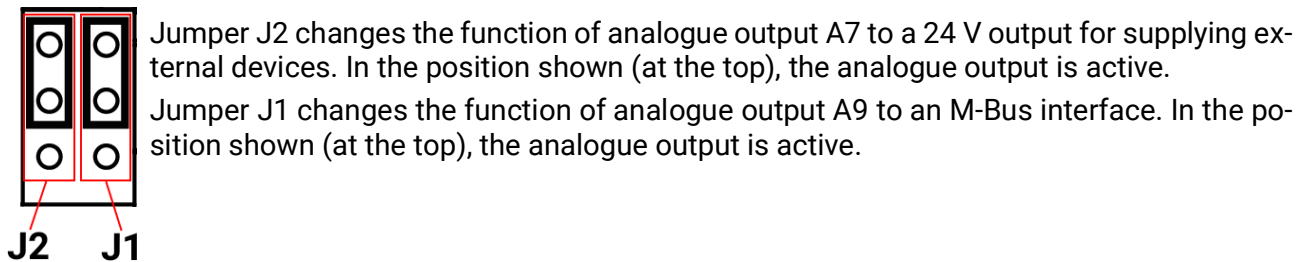 Jumper J2 changes the function of analogue output A7 to a 24 V output for supplying ex-
ternal devices. In the position shown (at the top), the analogue output is active.
Jumper J1 changes the function of analogue output A9 to an M-Bus interface. In the po-
sition shown (at the top), the analogue output is active.
J2 J1